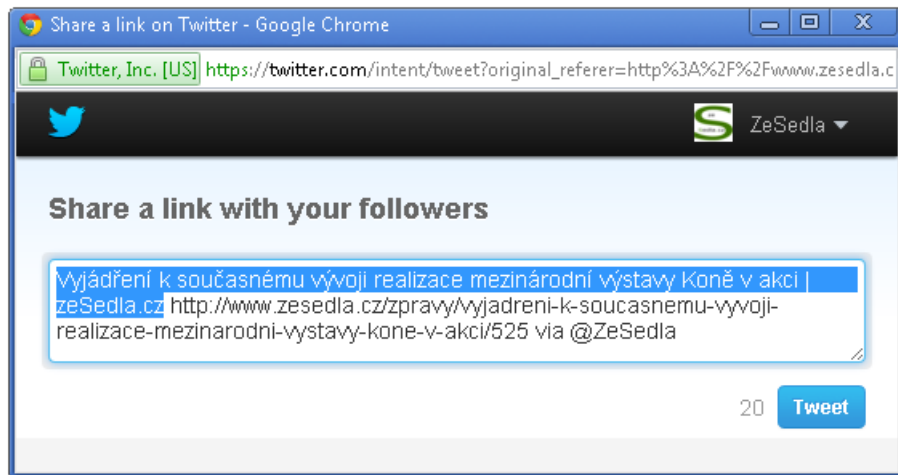 Share a link on Twitter - Google Chrome
Twitter, Inc. [US] https://twitter.com/intent/tweet?original_referer=http%3A%2F%2Fwww.zesedla.c
ZeSedla
Share a link with your followers
Vyjádření k současnému vývoji realizace mezinárodní výstavy Koně v akci |
zeSedla.cz http://www.zesedla.cz/zpravy/vyjadreni-k-soucasnemu-vyvoji-
realizace-mezinarodni-vystavy-kone-v-akci/525 via @ZeSedla
20 Tweet